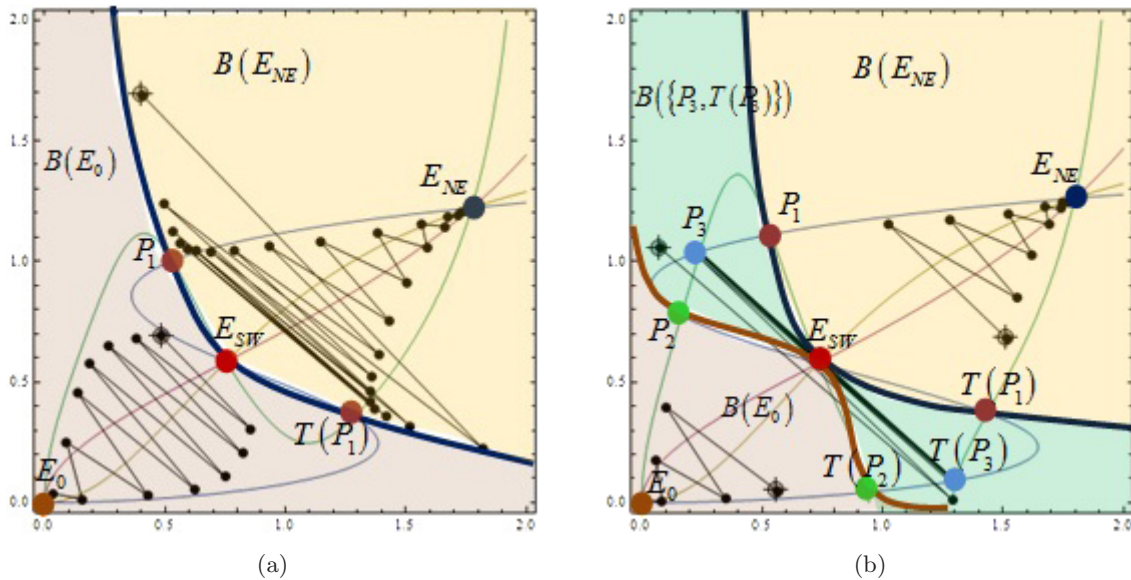 2.0
B(E_NE)
1.5
B(E_0)
E_NE
P_1
1.0
E_SW
0.5
T(P_1)
E_0
0.0
0.0 0.5 1.0 1.5 2.0
(a)
2.0
B(E_NE)
B({P_3,T(P_3)})
1.5
E_NE
P_3 P_1
1.0
P_2 E_SW
0.5
B(E_0) T(P_1)
T(P_2) T(P_3)
E_0
0.0
0.0 0.5 1.0 1.5 2.0
(b)